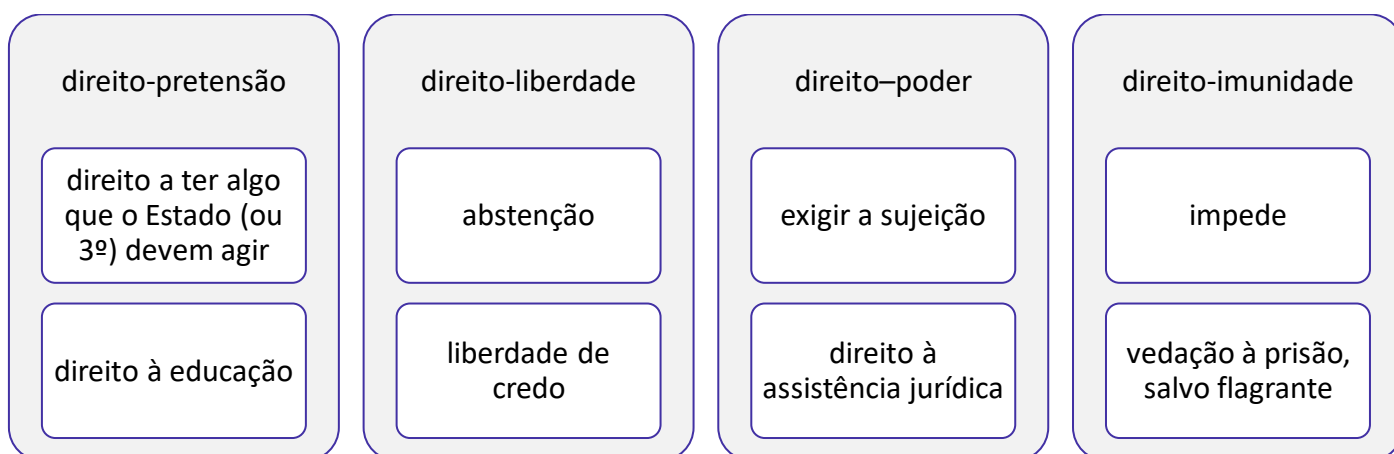 direito-pretensão
direito a ter algo
que o Estado (ou
3º) devem agir
direito à educação
direito-liberdade
abstenção
liberdade de
credo
direito–poder
exigir a sujeição
direito à
assistência jurídica
direito-imunidade
impede
vedação à prisão,
salvo flagrante